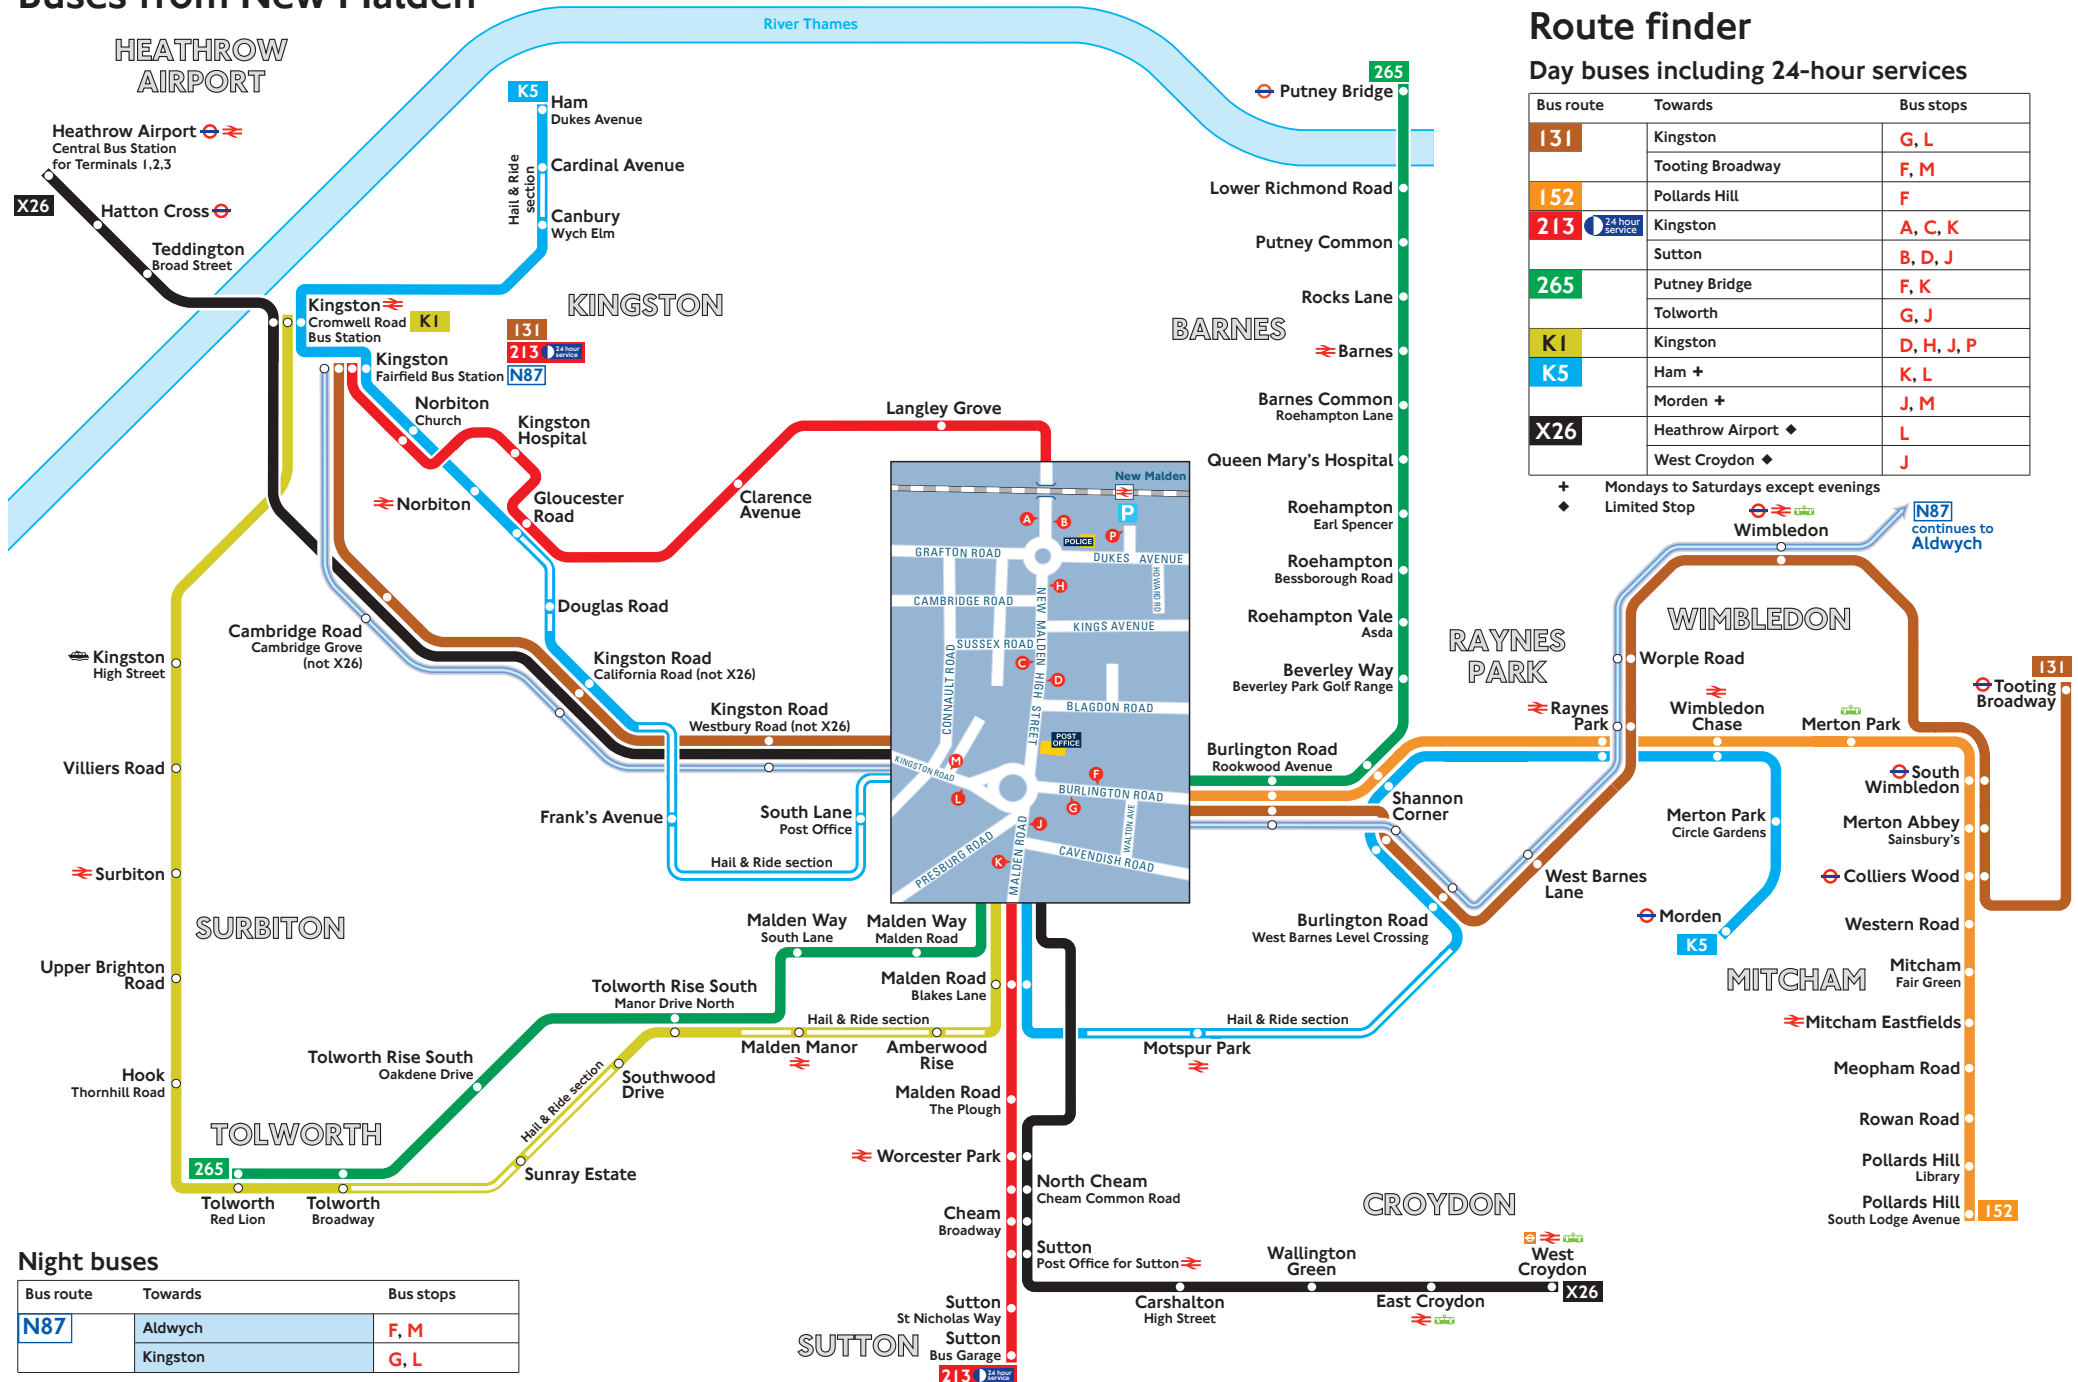 Buses from New Malden
River Thames
HEATHROW
AIRPORT
Heathrow Airport
Central Bus Station
for Terminals 1,2,3
X26
Hatton Cross
Teddington
Broad Street
K5
Ham
Dukes Avenue
Cardinal Avenue
Hail & Ride
section
Canbury
Wych Elm
Kingston
Cromwell Road
Bus Station
K1
KINGSTON
131
213
24 hour
service
N87
Kingston
Fairfield Bus Station
Norbiton
Church
Kingston
Hospital
Norbiton
Gloucester
Road
Clarence
Avenue
Langley Grove
Douglas Road
Cambridge Road
Cambridge Grove
(not X26)
Kingston Road
California Road (not X26)
Kingston Road
Westbury Road (not X26)
Frank's Avenue
South Lane
Post Office
Hail & Ride section
Kingston
High Street
Villiers Road
Surbiton
SURBITON
Upper Brighton
Road
Hook
Thornhill Road
TOLWORTH
265
Tolworth
Red Lion
Tolworth
Broadway
Tolworth Rise South
Oakdene Drive
Tolworth Rise South
Manor Drive North
Malden Way
South Lane
Malden Way
Malden Road
Sunray Estate
Hail & Ride section
Southwood
Drive
Malden Manor
Hail & Ride section
Amberwood
Rise
Malden Road
Blakes Lane
Malden Road
The Plough
Worcester Park
North Cheam
Cheam Common Road
Cheam
Broadway
Sutton
Post Office for Sutton
Sutton
St Nicholas Way
Sutton
Bus Garage
SUTTON
213
24 hour
service
Carshalton
High Street
Wallington
Green
East Croydon
CROYDON
West
Croydon
X26
New Malden
P
A
B
P
POLICE
GRAFTON ROAD
DUKES AVENUE
HOWARD RD
H
CAMBRIDGE ROAD
NEW MALDEN HIGH STREET
KINGS AVENUE
SUSSEX ROAD
CONNAULT ROAD
C
D
BLAGDON ROAD
POST
OFFICE
KINGSTON ROAD
M
L
F
BURLINGTON ROAD
G
WALTON AVE
J
PRESBURG ROAD
MALDEN ROAD
K
CAVENDISH ROAD
265
Putney Bridge
Lower Richmond Road
Putney Common
Rocks Lane
BARNES
Barnes
Barnes Common
Roehampton Lane
Queen Mary's Hospital
Roehampton
Earl Spencer
Roehampton
Bessborough Road
Roehampton Vale
Asda
Beverley Way
Beverley Park Golf Range
Burlington Road
Rookwood Avenue
Shannon
Corner
Burlington Road
West Barnes Level Crossing
Hail & Ride section
Motspur Park
West Barnes
Lane
RAYNES
PARK
Raynes
Park
Worple Road
WIMBLEDON
Wimbledon
N87
continues to
Aldwych
Wimbledon
Chase
Merton Park
Merton Park
Circle Gardens
Morden
K5
131
Tooting
Broadway
South
Wimbledon
Merton Abbey
Sainsbury's
Colliers Wood
Western Road
MITCHAM
Mitcham
Fair Green
Mitcham Eastfields
Meopham Road
Rowan Road
Pollards Hill
Library
Pollards Hill
South Lodge Avenue
152
Route finder
Day buses including 24-hour services
Bus route Towards Bus stops
131 Kingston G, L
Tooting Broadway F, M
152 Pollards Hill F
213 24 hour service Kingston A, C, K
Sutton B, D, J
265 Putney Bridge F, K
Tolworth G, J
K1 Kingston D, H, J, P
K5 Ham + K, L
Morden + J, M
X26 Heathrow Airport ◆ L
West Croydon ◆ J
+ Mondays to Saturdays except evenings
◆ Limited Stop
Night buses
Bus route Towards Bus stops
N87 Aldwych F, M
Kingston G, L